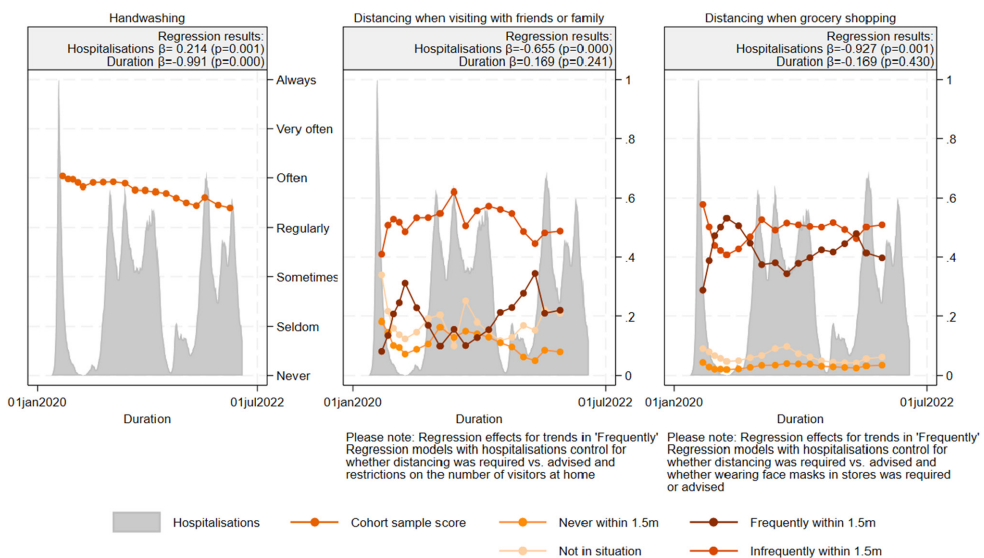 Handwashing
Regression results:
Hospitalisations β= 0.214 (p=0.001)
Duration β=-0.991 (p=0.000)
Always
Very often
Often
Regularly
Sometimes
Seldom
Never
01jan2020
01jul2022
Duration
Distancing when visiting with friends or family
Regression results:
Hospitalisations β=-0.655 (p=0.000)
Duration β=0.169 (p=0.241)
1
.8
.6
.4
.2
0
01jan2020
01jul2022
Duration
Please note: Regression effects for trends in 'Frequently'
Regression models with hospitalisations control for
whether distancing was required vs. advised and
restrictions on the number of visitors at home
Distancing when grocery shopping
Regression results:
Hospitalisations β=-0.927 (p=0.001)
Duration β=-0.169 (p=0.430)
1
.8
.6
.4
.2
0
01jan2020
01jul2022
Duration
Please note: Regression effects for trends in 'Frequently'
Regression models with hospitalisations control for
whether distancing was required vs. advised and
whether wearing face masks in stores was required
or advised
Hospitalisations
Cohort sample score
Never within 1.5m
Frequently within 1.5m
Not in situation
Infrequently within 1.5m